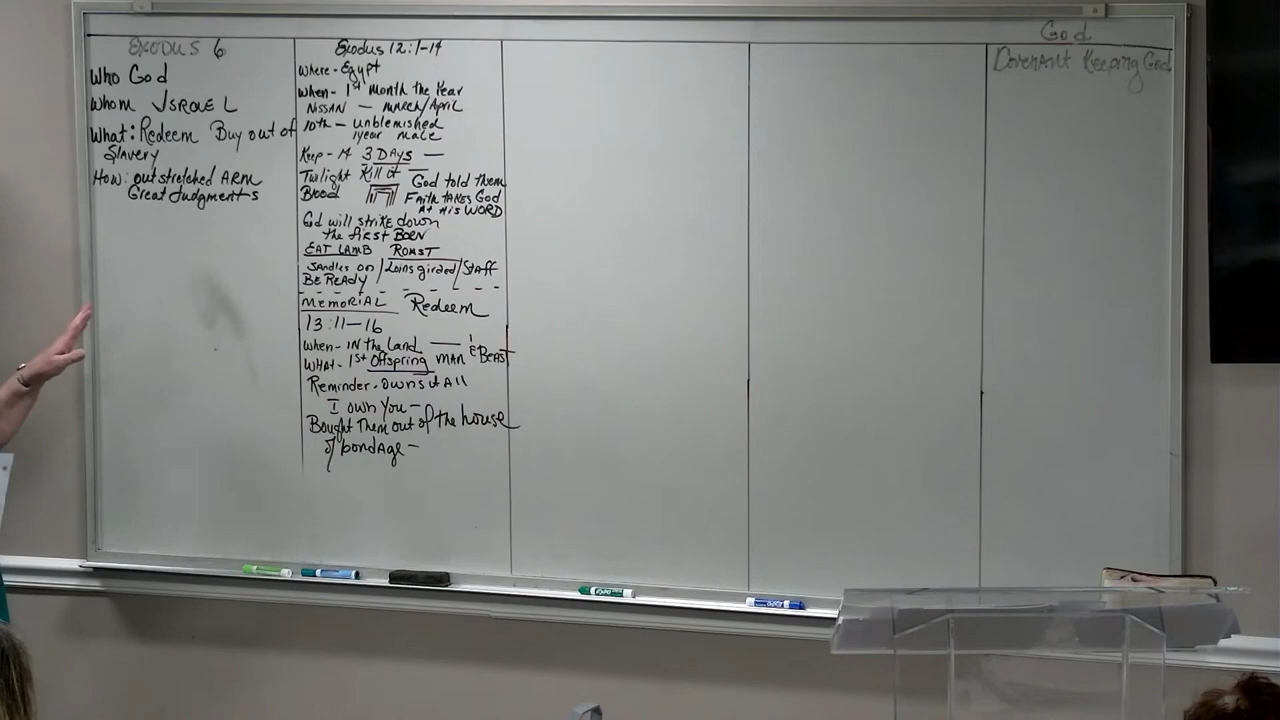 Exodus 6
Who God
Whom ISRAEL
What: Redeem Buy out of
Slavery
How: outstretched ARM
Great Judgments
Exodus 12:1-14
Where - Egypt
When - 1st Month the Year
NISSAN — MARCH/April
10th — unblemished
1year male
Keep - 14 3 DAYS —
Twilight Kill it —
Blood God told them
Faith takes God
At His WORD
God will strike down
the first BORN
EAT LAMB ROAST
Sandles on / Loins girded / Staff
BE READY
MEMORIAL Redeem
13:11-16
When - IN the Land —
WHAT - 1st Offspring MAN & BEAST
Reminder - owns it All
I own You —
Bought Them out of the house
of bondage —
God
Covenant Keeping God
EXPO
EXPO